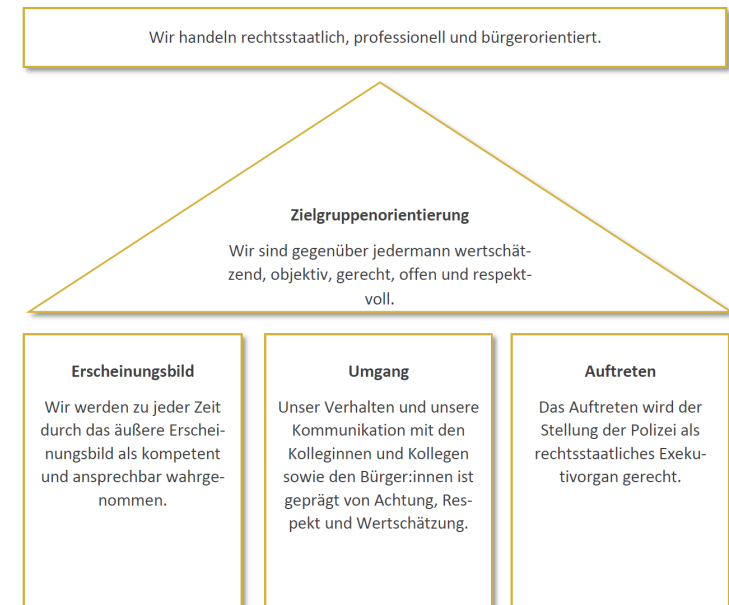 Wir handeln rechtsstaatlich, professionell und bürgerorientiert.
Zielgruppenorientierung
Wir sind gegenüber jedermann wertschät-
zend, objektiv, gerecht, offen und respekt-
voll.
Erscheinungsbild
Wir werden zu jeder Zeit
durch das äußere Erschei-
nungsbild als kompetent
und ansprechbar wahrge-
nommen.
Umgang
Unser Verhalten und unsere
Kommunikation mit den
Kolleginnen und Kollegen
sowie den Bürger:innen ist
geprägt von Achtung, Res-
pekt und Wertschätzung.
Auftreten
Das Auftreten wird der
Stellung der Polizei als
rechtsstaatliches Exeku-
tivorgan gerecht.